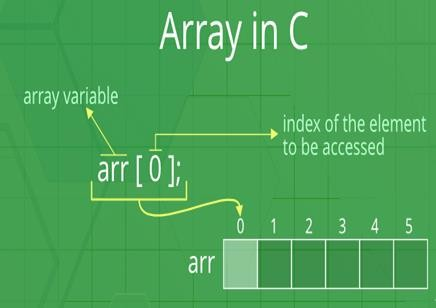 Array in C
array variable
index of the element
to be accessed
arr [ 0 ];
0 1 2 3 4 5
arr